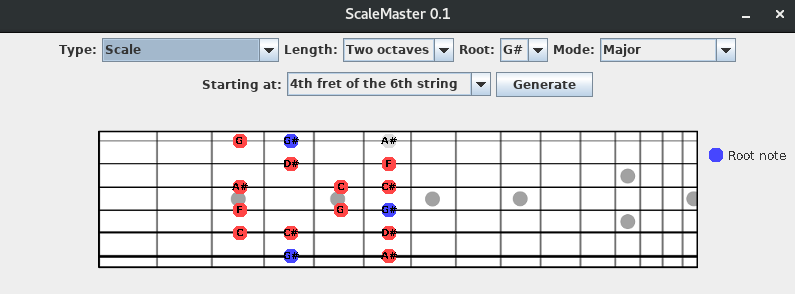 ScaleMaster 0.1
Type: Scale Length: Two octaves Root: G# Mode: Major
Starting at: 4th fret of the 6th string Generate
G G# A#
D# F
Root note
A# C C#
F G G#
C C# D#
G# A#